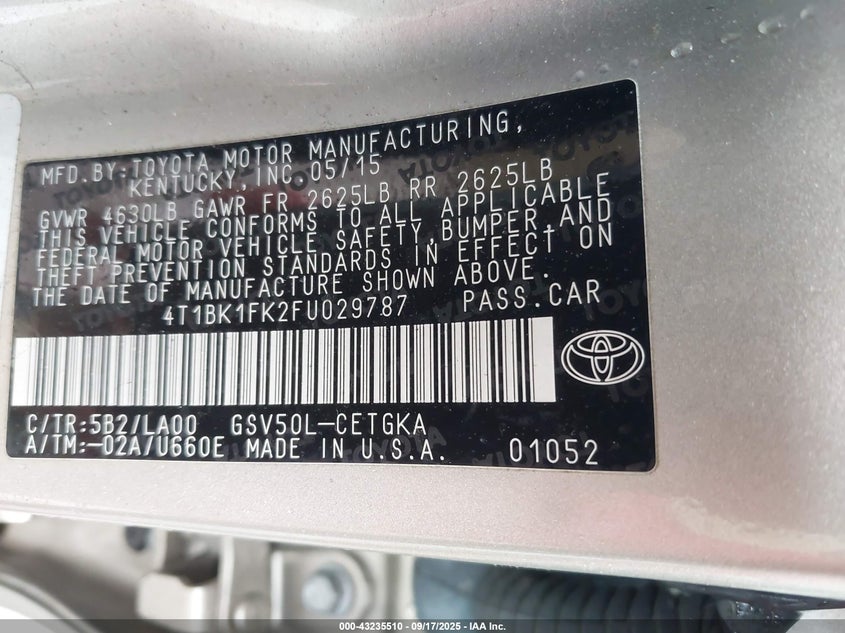 MFD.BY:TOYOTA MOTOR MANUFACTURING,
KENTUCKY,INC.05/15
GVWR 4630LB GAWR FR 2625LB RR 2625LB
THIS VEHICLE CONFORMS TO ALL APPLICABLE
FEDERAL MOTOR VEHICLE SAFETY,BUMPER,AND
THEFT PREVENTION STANDARDS IN EFFECT ON
THE DATE OF MANUFACTURE SHOWN ABOVE.
4T1BK1FK2FU029787 PASS.CAR
C/TR:5B2/LA00 GSV50L-CETGKA
A/TM:-02A/U660E MADE IN U.S.A. 01052
000-43235510 - 09/17/2025 - IAA Inc.